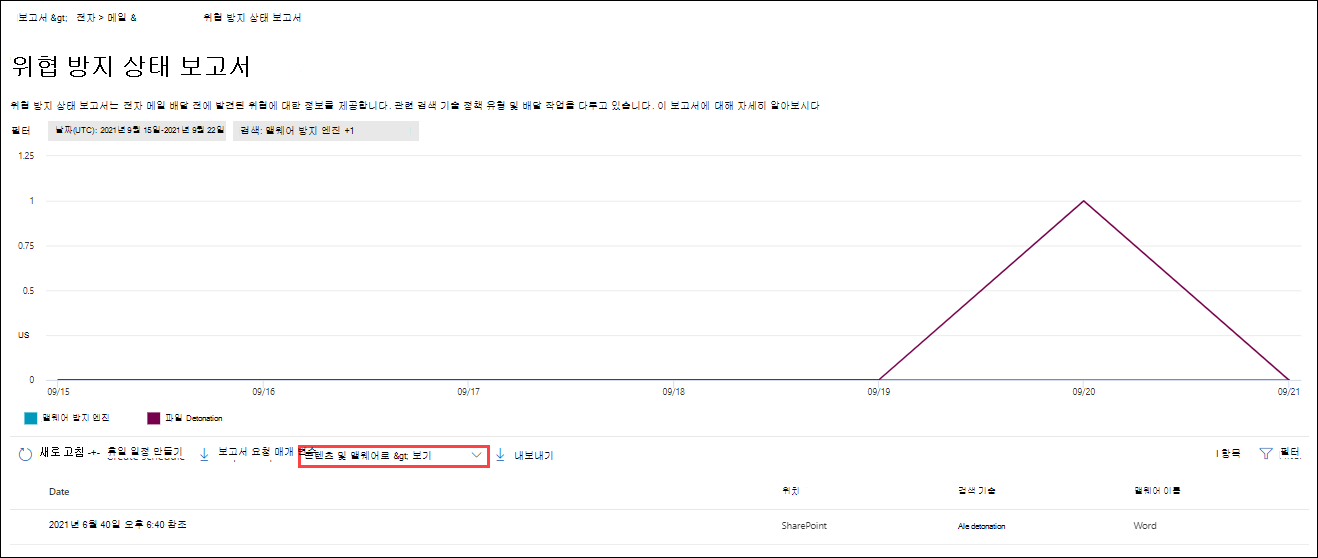 보고서 &gt; 전자 > 메일 & 위협 방지 상태 보고서
위협 방지 상태 보고서
위협 방지 상태 보고서는 전자 메일 배달 전에 발견된 위협에 대한 정보를 제공합니다. 관련 검색 기술 정책 유형 및 배달 작업을 다루고 있습니다. 이 보고서에 대해 자세히 알아보시다
필터 날짜(UTC): 2021년 9월 15일-2021년 9월 22일 검색: 맬웨어 방지 엔진 +1
1.25
1
0.75
0.5
US
0
09/15 09/16 09/17 09/18 09/19 09/20 09/21
맬웨어 방지 엔진 파일 Detonation
새로 고침 -+- 휴일 일정 만들기 보고서 요청 매개 변수 콘텐츠 및 맬웨어로 &gt; 보기 내보내기 1 항목 필터
Date 위치 검색 기술 맬웨어 이름
2021년 6월 40일 오후 6:40 참조 SharePoint Ale detonation Word